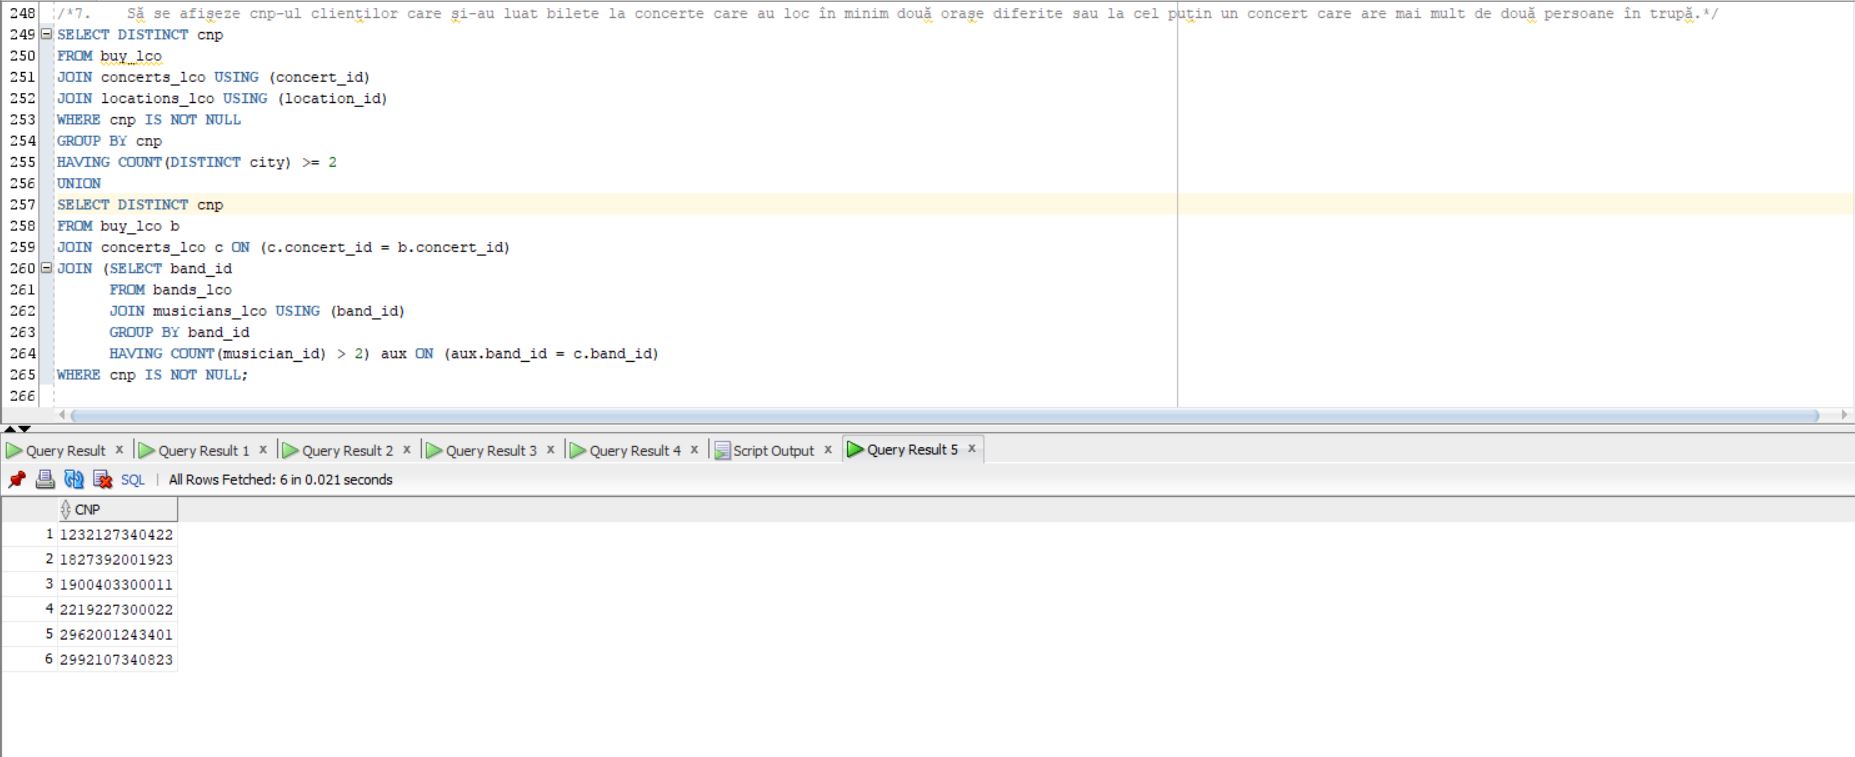 248 /*7. Să se afișeze cnp-ul clienților care și-au luat bilete la concerte care au loc în minim două orașe diferite sau la cel puțin un concert care are mai mult de două persoane în trupă.*/
249 SELECT DISTINCT cnp
250 FROM buy_lco
251 JOIN concerts_lco USING (concert_id)
252 JOIN locations_lco USING (location_id)
253 WHERE cnp IS NOT NULL
254 GROUP BY cnp
255 HAVING COUNT(DISTINCT city) >= 2
256 UNION
257 SELECT DISTINCT cnp
258 FROM buy_lco b
259 JOIN concerts_lco c ON (c.concert_id = b.concert_id)
260 JOIN (SELECT band_id
261 FROM bands_lco
262 JOIN musicians_lco USING (band_id)
263 GROUP BY band_id
264 HAVING COUNT(musician_id) > 2) aux ON (aux.band_id = c.band_id)
265 WHERE cnp IS NOT NULL;
266
Query Result x Query Result 1 x Query Result 2 x Query Result 3 x Query Result 4 x Script Output x Query Result 5 x
SQL | All Rows Fetched: 6 in 0.021 seconds
CNP
1 1232127340422
2 1827392001923
3 1900403300011
4 2219227300022
5 2962001243401
6 2992107340823